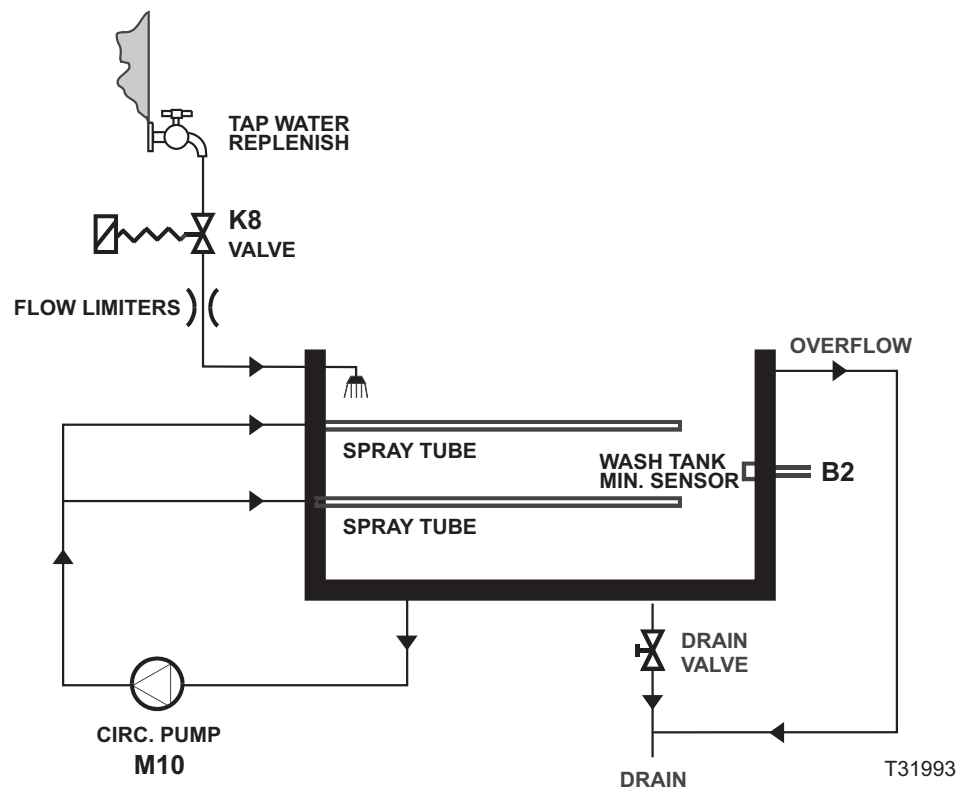 TAP WATER
REPLENISH
K8
VALVE
FLOW LIMITERS
OVERFLOW
SPRAY TUBE
WASH TANK
MIN. SENSOR
B2
SPRAY TUBE
DRAIN
VALVE
CIRC. PUMP
M10
DRAIN
T31993